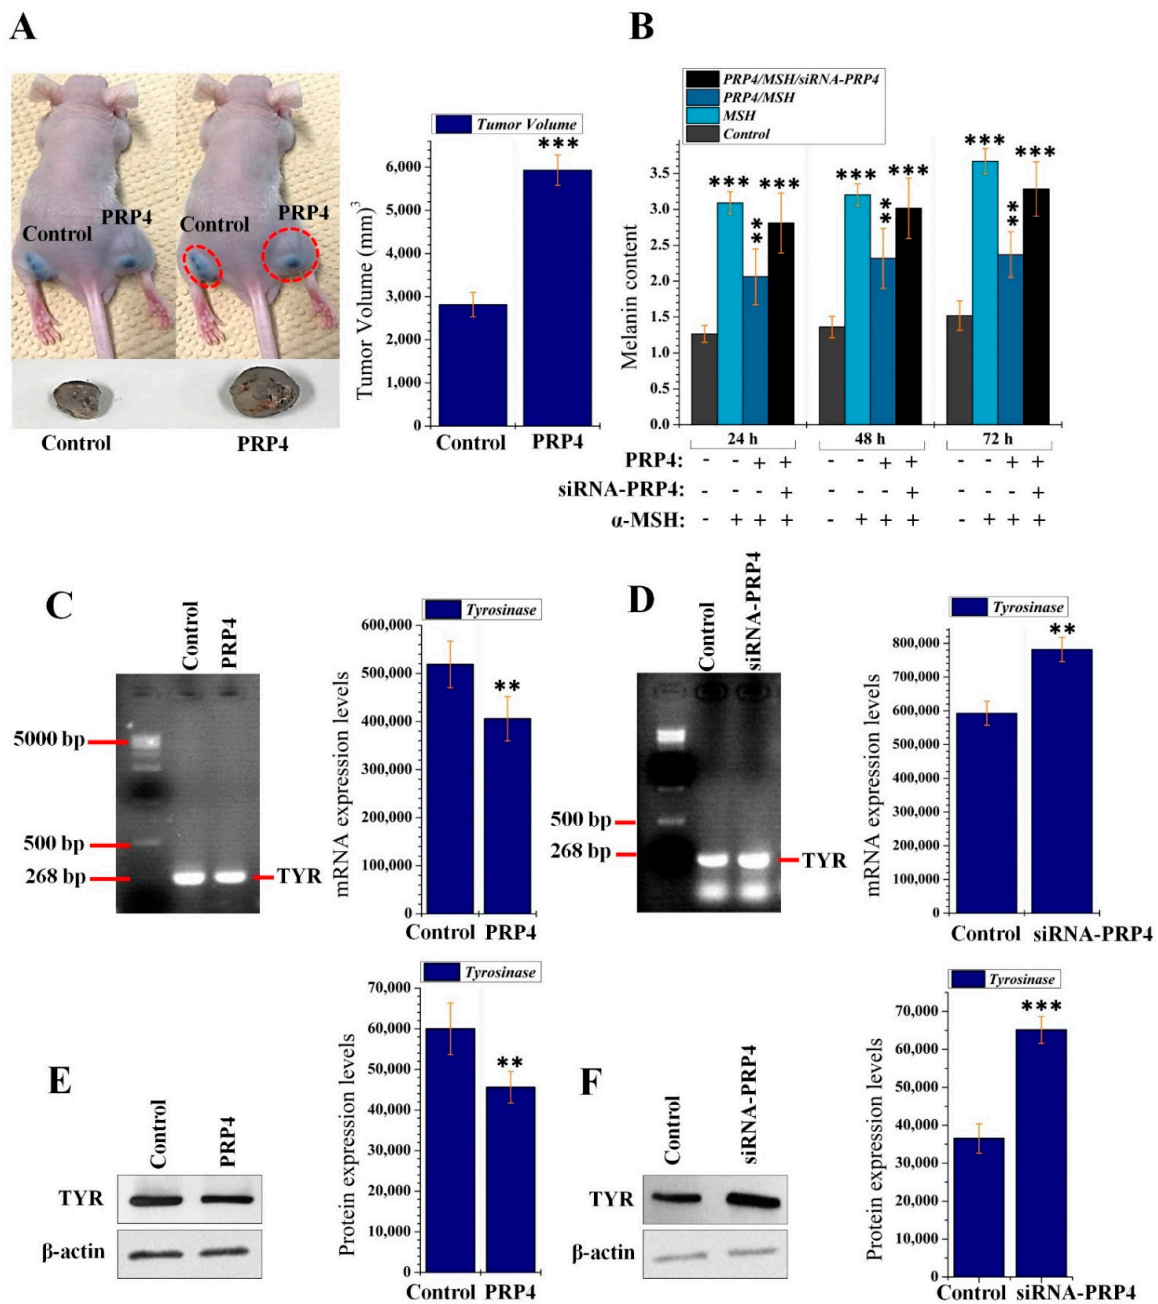 A
Control
PRP4
Control
PRP4
Control
PRP4
Tumor Volume
Tumor Volume (mm)³
6,000
5,000
4,000
3,000
2,000
1,000
0
***
Control PRP4
B
PRP4/MSH/siRNA-PRP4
PRP4/MSH
MSH
Control
Melanin content
3.5
3.0
2.5
2.0
1.5
1.0
0.5
0.0
*** ** ***
*** ** ***
*** ** ***
24 h 48 h 72 h
PRP4: - - + + - - + + - - + +
siRNA-PRP4: - - - + - - - + - - - +
α-MSH: - + + + - + + + - + + +
C
Control
PRP4
5000 bp
500 bp
268 bp
TYR
Tyrosinase
mRNA expression levels
600,000
500,000
400,000
300,000
200,000
100,000
0
**
Control PRP4
D
Control
siRNA-PRP4
500 bp
268 bp
TYR
Tyrosinase
mRNA expression levels
800,000
700,000
600,000
500,000
400,000
300,000
200,000
100,000
0
**
Control siRNA-PRP4
E
Control
PRP4
TYR
β-actin
Tyrosinase
Protein expression levels
70,000
60,000
50,000
40,000
30,000
20,000
10,000
0
**
Control PRP4
F
Control
siRNA-PRP4
TYR
β-actin
Tyrosinase
Protein expression levels
70,000
60,000
50,000
40,000
30,000
20,000
10,000
0
***
Control siRNA-PRP4